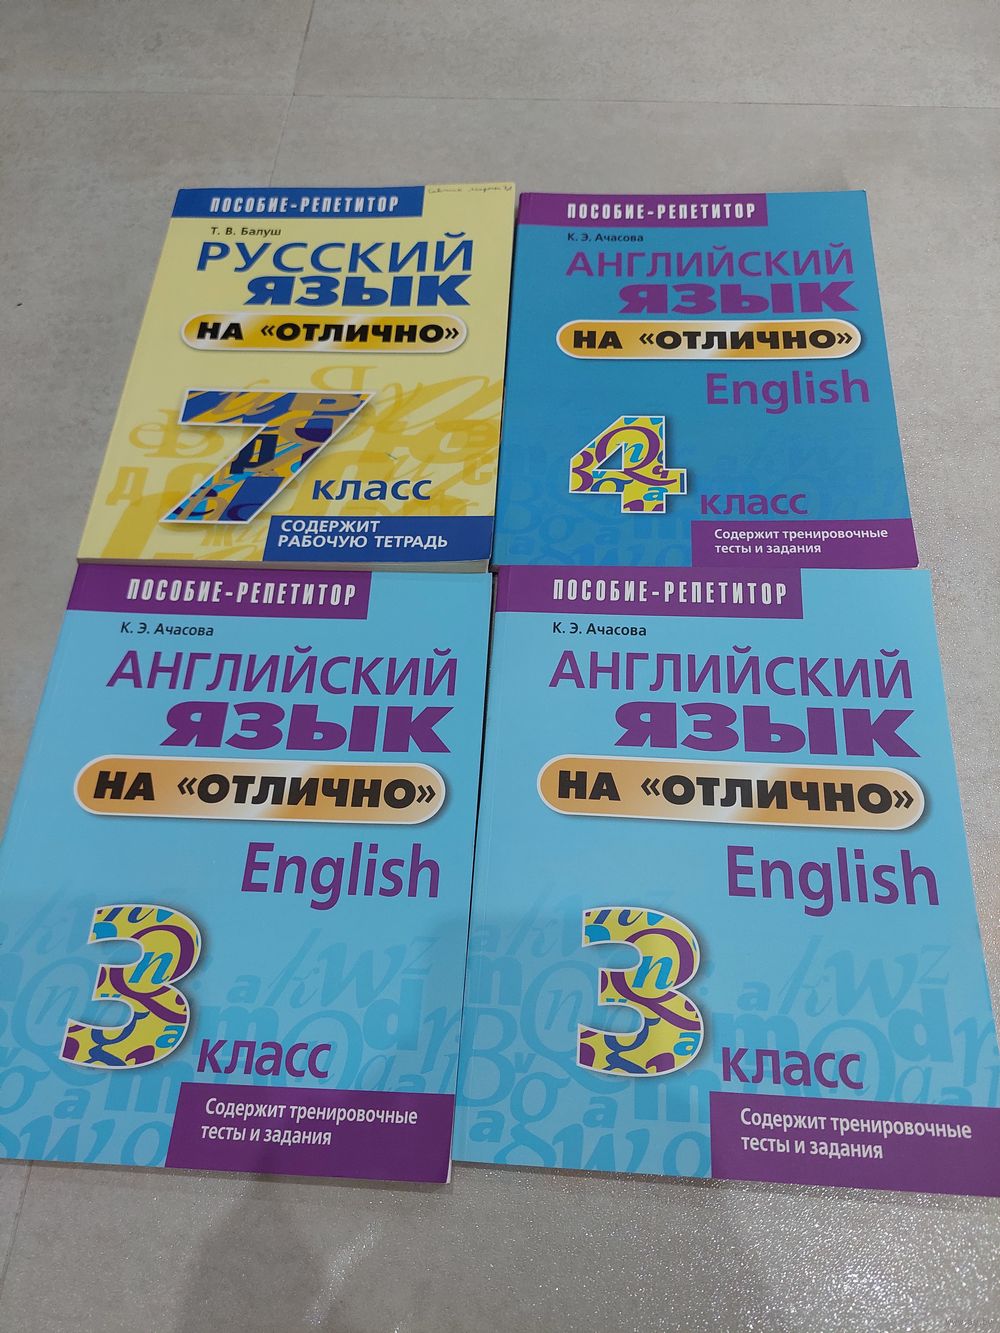 ПОСОБИЕ-РЕПЕТИТОР
Т. В. Балуш
РУССКИЙ
ЯЗЫК
НА «ОТЛИЧНО»
7
класс
СОДЕРЖИТ
РАБОЧУЮ ТЕТРАДЬ
ПОСОБИЕ-РЕПЕТИТОР
К. Э. Ачасова
АНГЛИЙСКИЙ
ЯЗЫК
НА «ОТЛИЧНО»
English
4
класс
Содержит тренировочные
тесты и задания
ПОСОБИЕ-РЕПЕТИТОР
К. Э. Ачасова
АНГЛИЙСКИЙ
ЯЗЫК
НА «ОТЛИЧНО»
English
3
класс
Содержит тренировочные
тесты и задания
ПОСОБИЕ-РЕПЕТИТОР
К. Э. Ачасова
АНГЛИЙСКИЙ
ЯЗЫК
НА «ОТЛИЧНО»
English
3
класс
Содержит тренировочные
тесты и задания